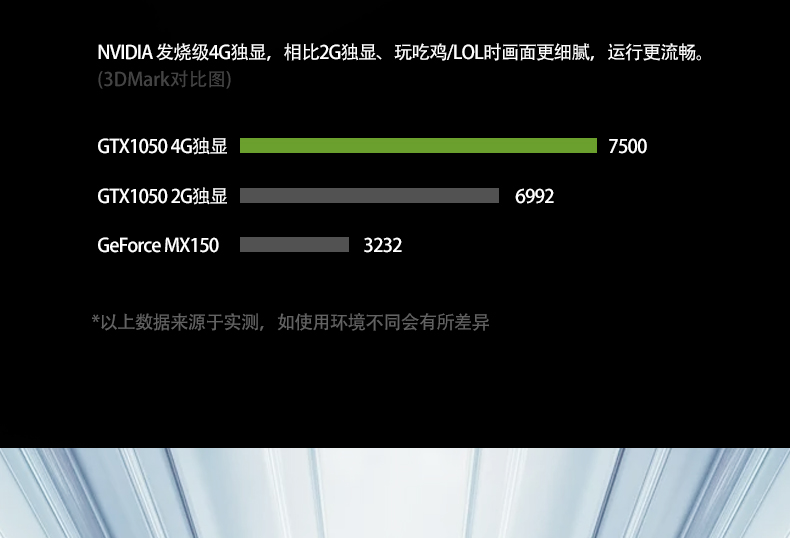 NVIDIA 发烧级4G独显，相比2G独显、玩吃鸡/LOL时画面更细腻，运行更流畅。
(3DMark对比图)
GTX1050 4G独显 7500
GTX1050 2G独显 6992
GeForce MX150 3232
*以上数据来源于实测，如使用环境不同会有所差异